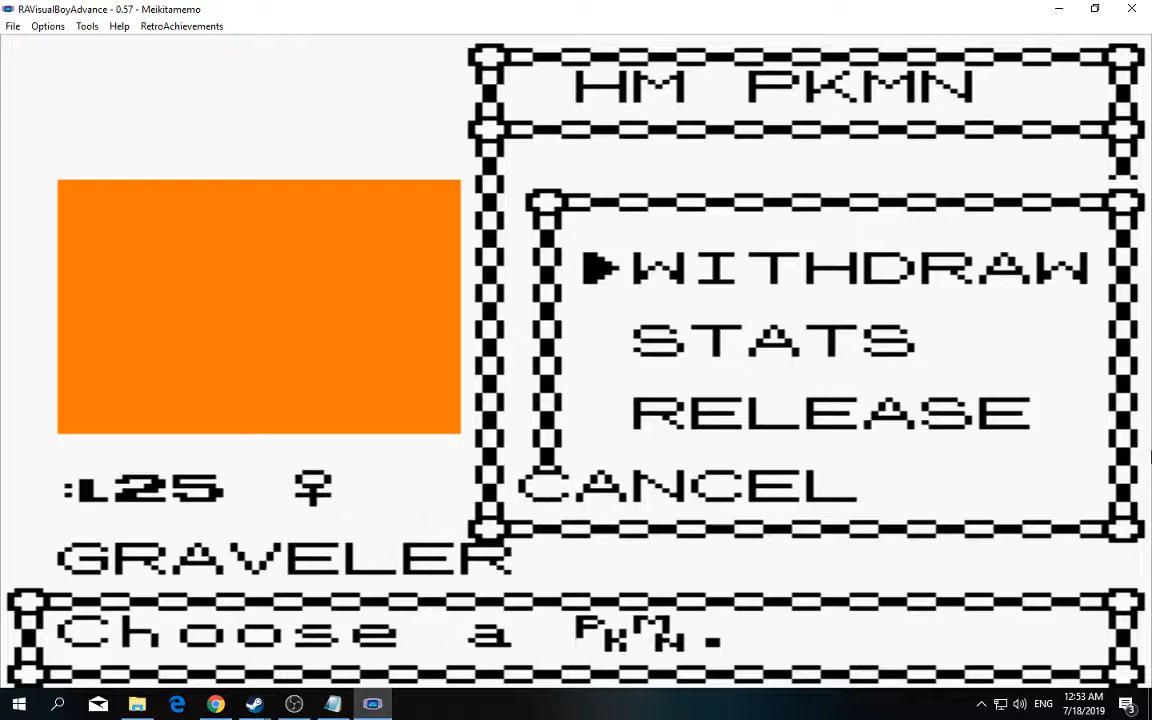 RAVisualBoyAdvance - 0.57 - Meikitamemo
File Options Tools Help RetroAchievements
HM PKMN
▶WITHDRAW
STATS
RELEASE
CANCEL
:L25 ♀
GRAVELER
Choose a PKMN.
12:53 AM
ENG
7/18/2019
3